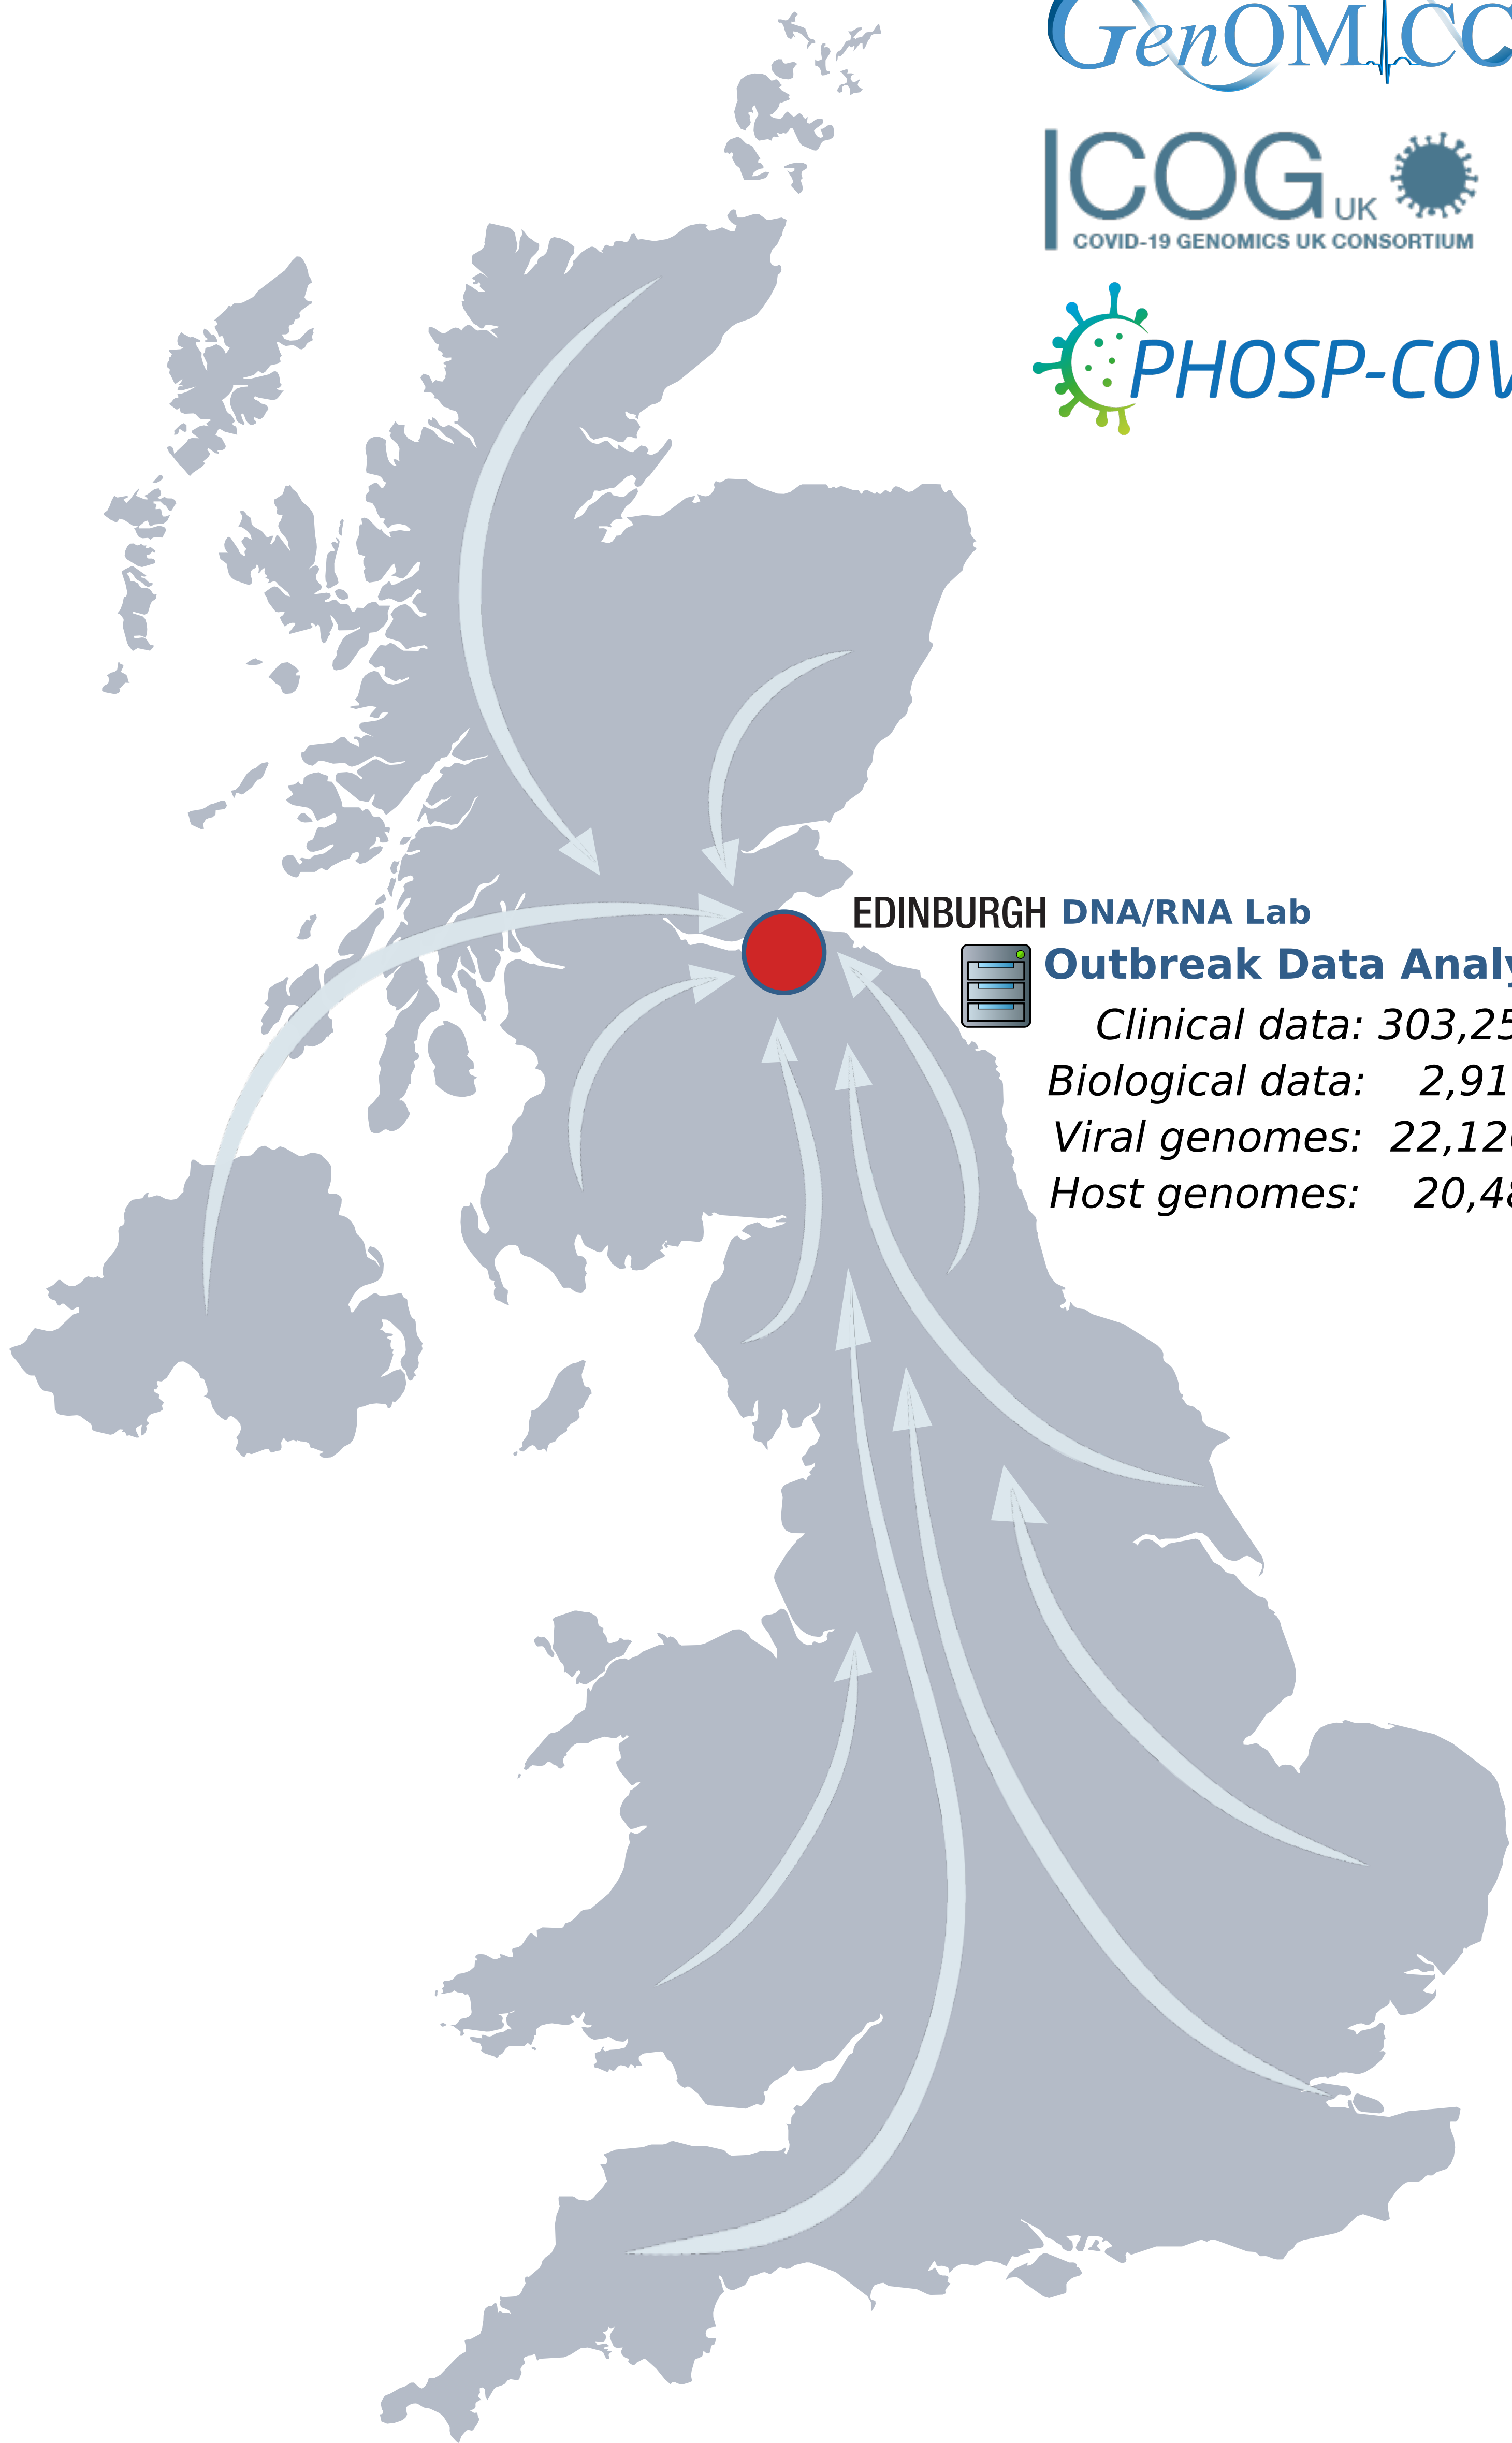 GenOMICC
COG UK
COVID-19 GENOMICS UK CONSORTIUM
PHOSP-COV
EDINBURGH DNA/RNA Lab
Outbreak Data Analy
Clinical data: 303,25
Biological data: 2,91
Viral genomes: 22,12
Host genomes: 20,48